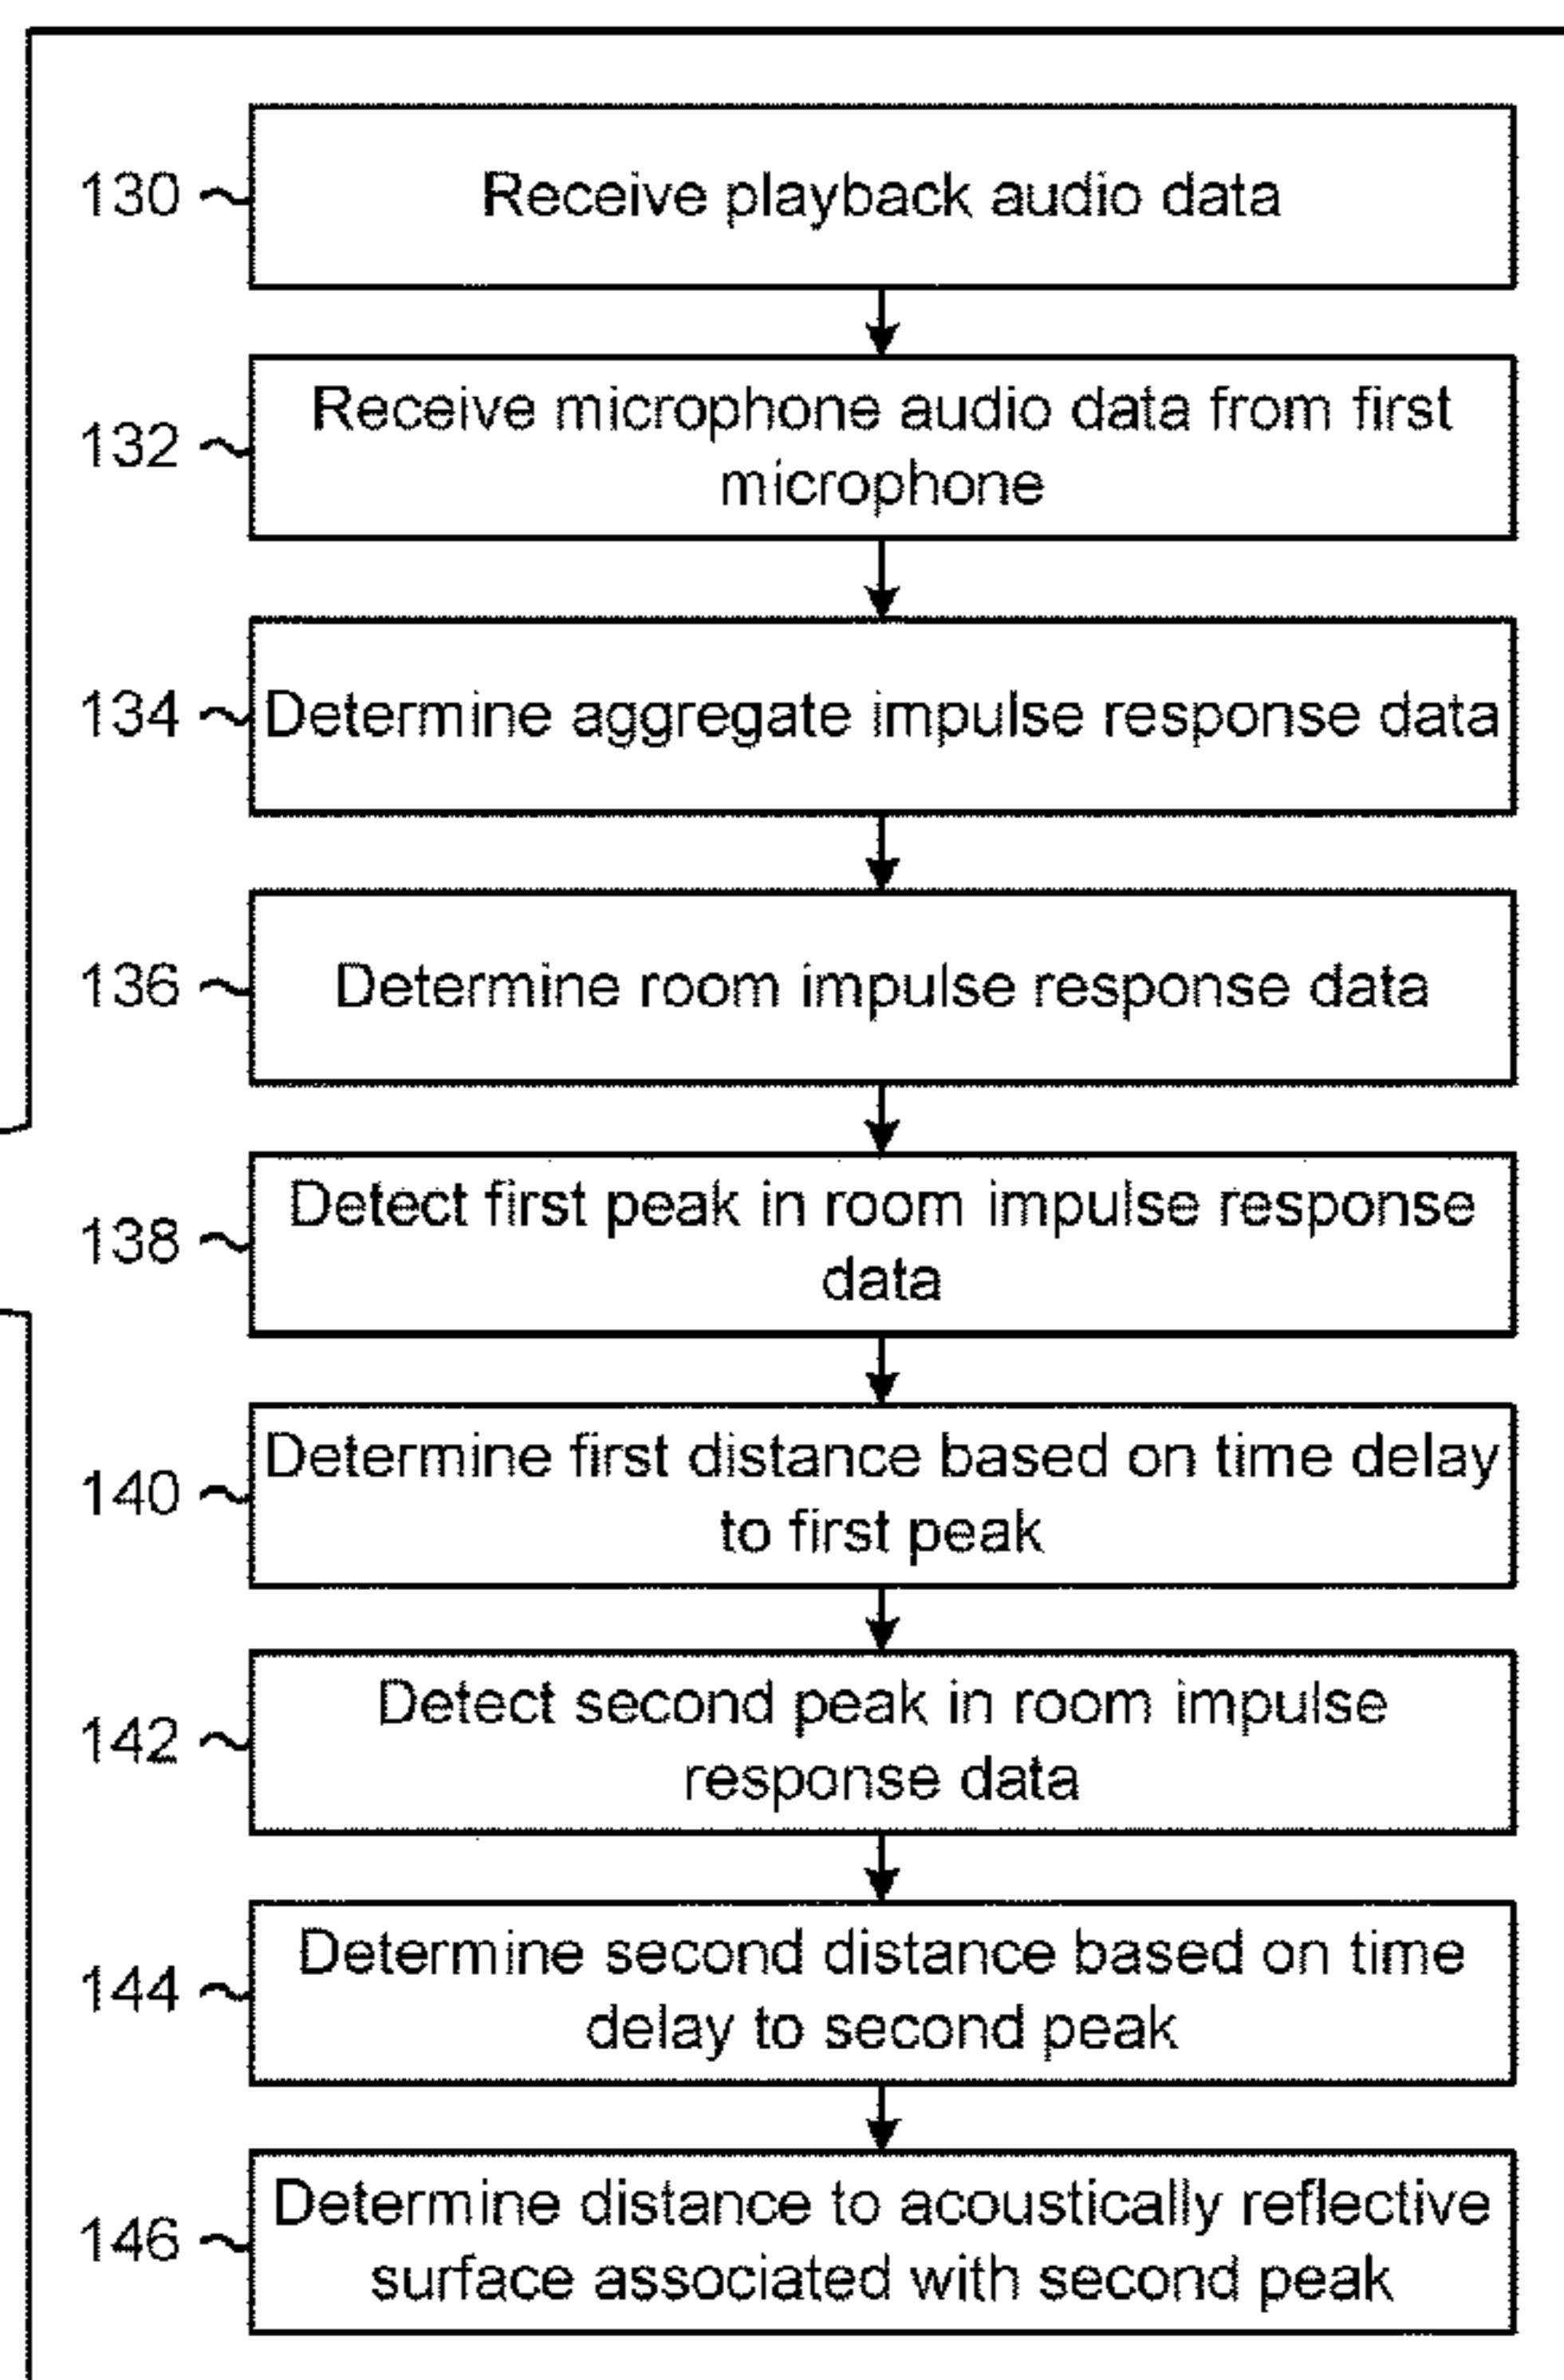 130
Receive playback audio data
132
Receive microphone audio data from first
microphone
134
Determine aggregate impulse response data
136
Determine room impulse response data
138
Detect first peak in room impulse response
data
140
Determine first distance based on time delay
to first peak
142
Detect second peak in room impulse
response data
144
Determine second distance based on time
delay to second peak
146
Determine distance to acoustically reflective
surface associated with second peak